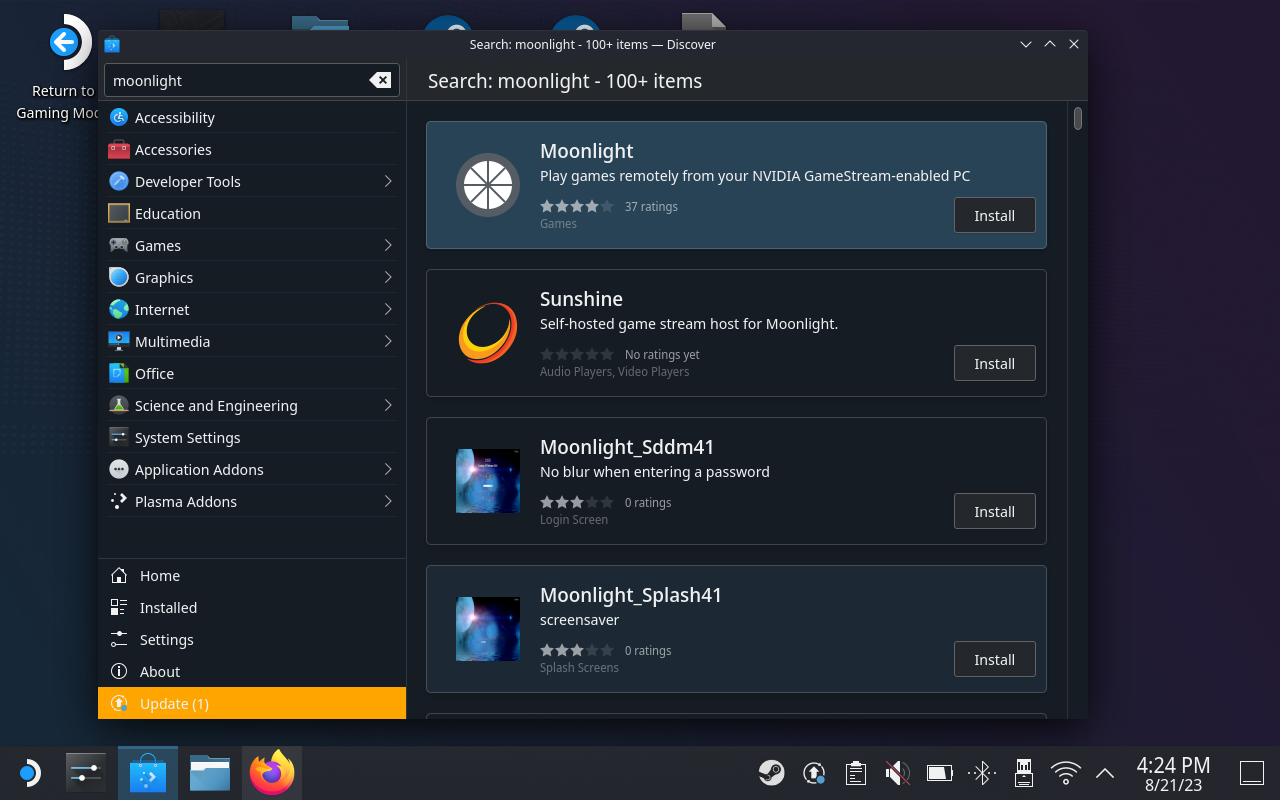 Search: moonlight - 100+ items — Discover
Return to
Gaming Mod
moonlight
Search: moonlight - 100+ items
Accessibility
Accessories
Developer Tools
Education
Games
Graphics
Internet
Multimedia
Office
Science and Engineering
System Settings
Application Addons
Plasma Addons
Home
Installed
Settings
About
Update (1)
Moonlight
Play games remotely from your NVIDIA GameStream-enabled PC
37 ratings
Games
Install
Sunshine
Self-hosted game stream host for Moonlight.
No ratings yet
Audio Players, Video Players
Install
Moonlight_Sddm41
No blur when entering a password
0 ratings
Login Screen
Install
Moonlight_Splash41
screensaver
0 ratings
Splash Screens
Install
4:24 PM
8/21/23